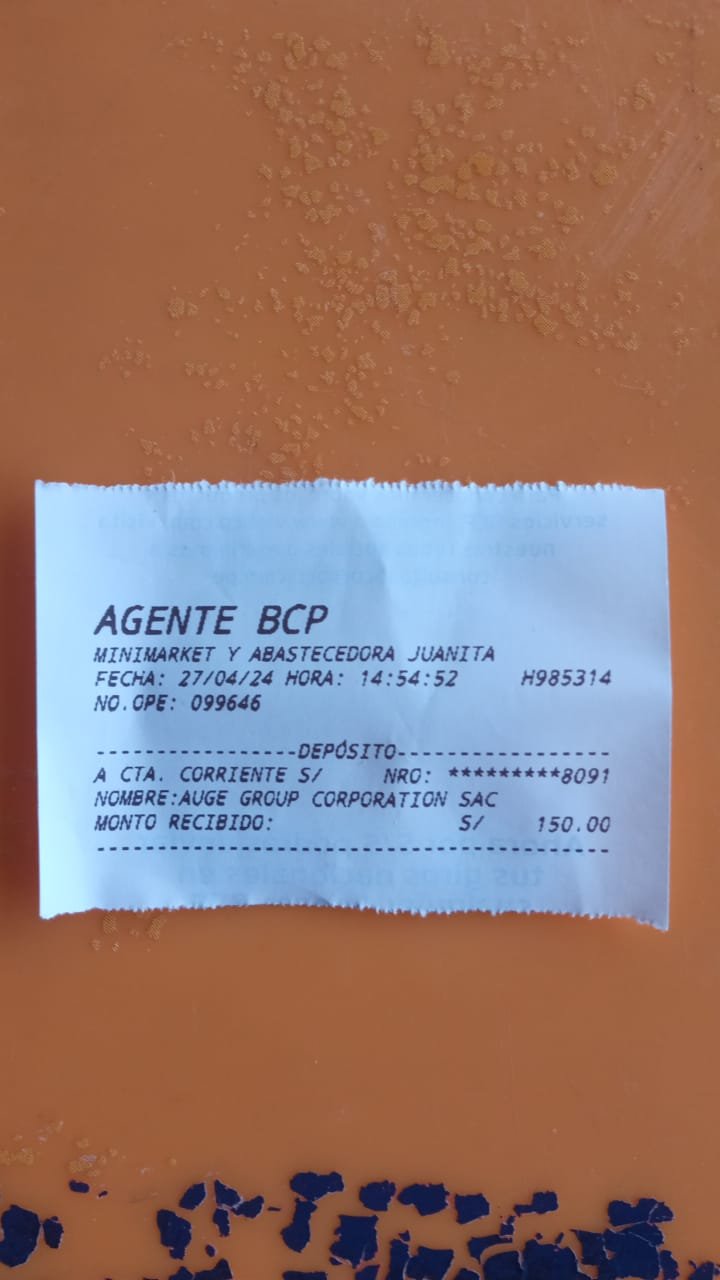 AGENTE BCP
MINIMARKET Y ABASTECEDORA JUANITA
FECHA: 27/04/24 HORA: 14:54:52 H985314
NO.OPE: 099646
-----------------DEPÓSITO------------------
A CTA. CORRIENTE S/ NRO: *********8091
NOMBRE:AUGE GROUP CORPORATION SAC
MONTO RECIBIDO: S/ 150.00
-------------------------------------------